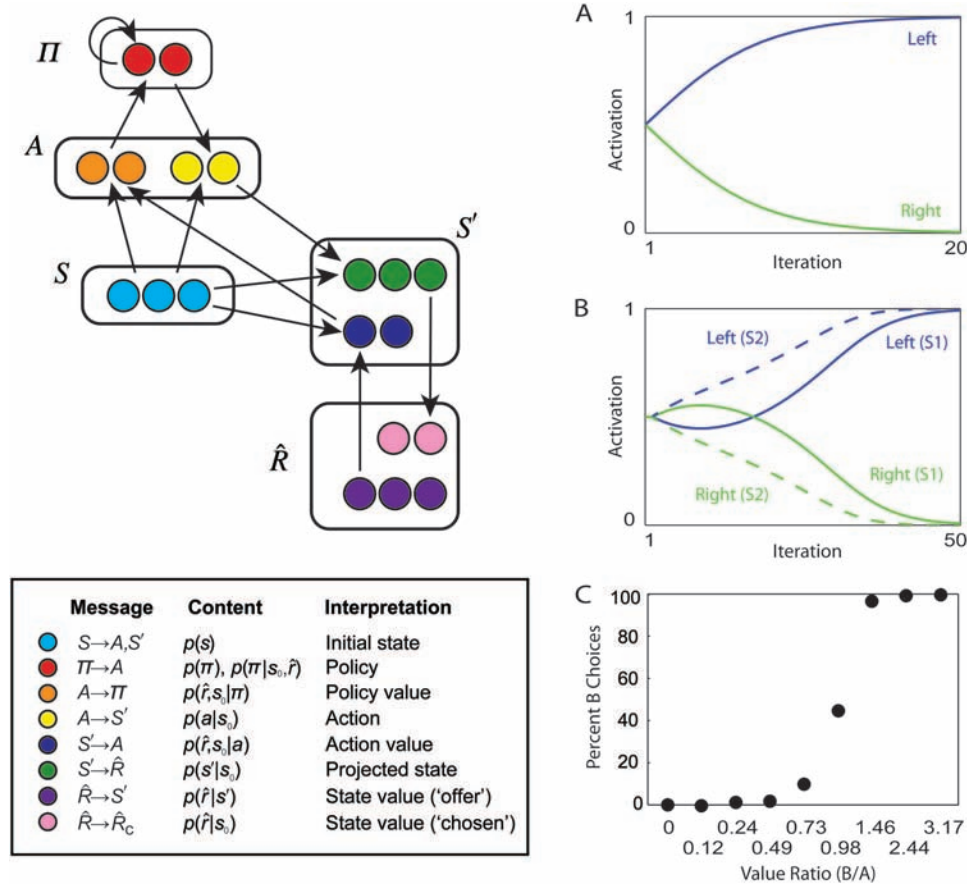 Π
A
S
S′
R̂
Message Content Interpretation
S→A,S′ p(s) Initial state
Π→A p(π), p(π|s₀,r̂) Policy
A→Π p(r̂,s₀|π) Policy value
A→S′ p(a|s₀) Action
S′→A p(r̂,s₀|a) Action value
S′→R̂ p(s′|s₀) Projected state
R̂→S′ p(r̂|s′) State value ('offer')
R̂→R̂c p(r̂|s₀) State value ('chosen')
A
1
Left
Activation
Right
0
1 20
Iteration
B
1
Left (S2)
Left (S1)
Activation
Right (S1)
Right (S2)
0
1 50
Iteration
C
100
80
60
40
20
0
Percent B Choices
0 0.24 0.73 1.46 3.17
0.12 0.49 0.98 2.44
Value Ratio (B/A)